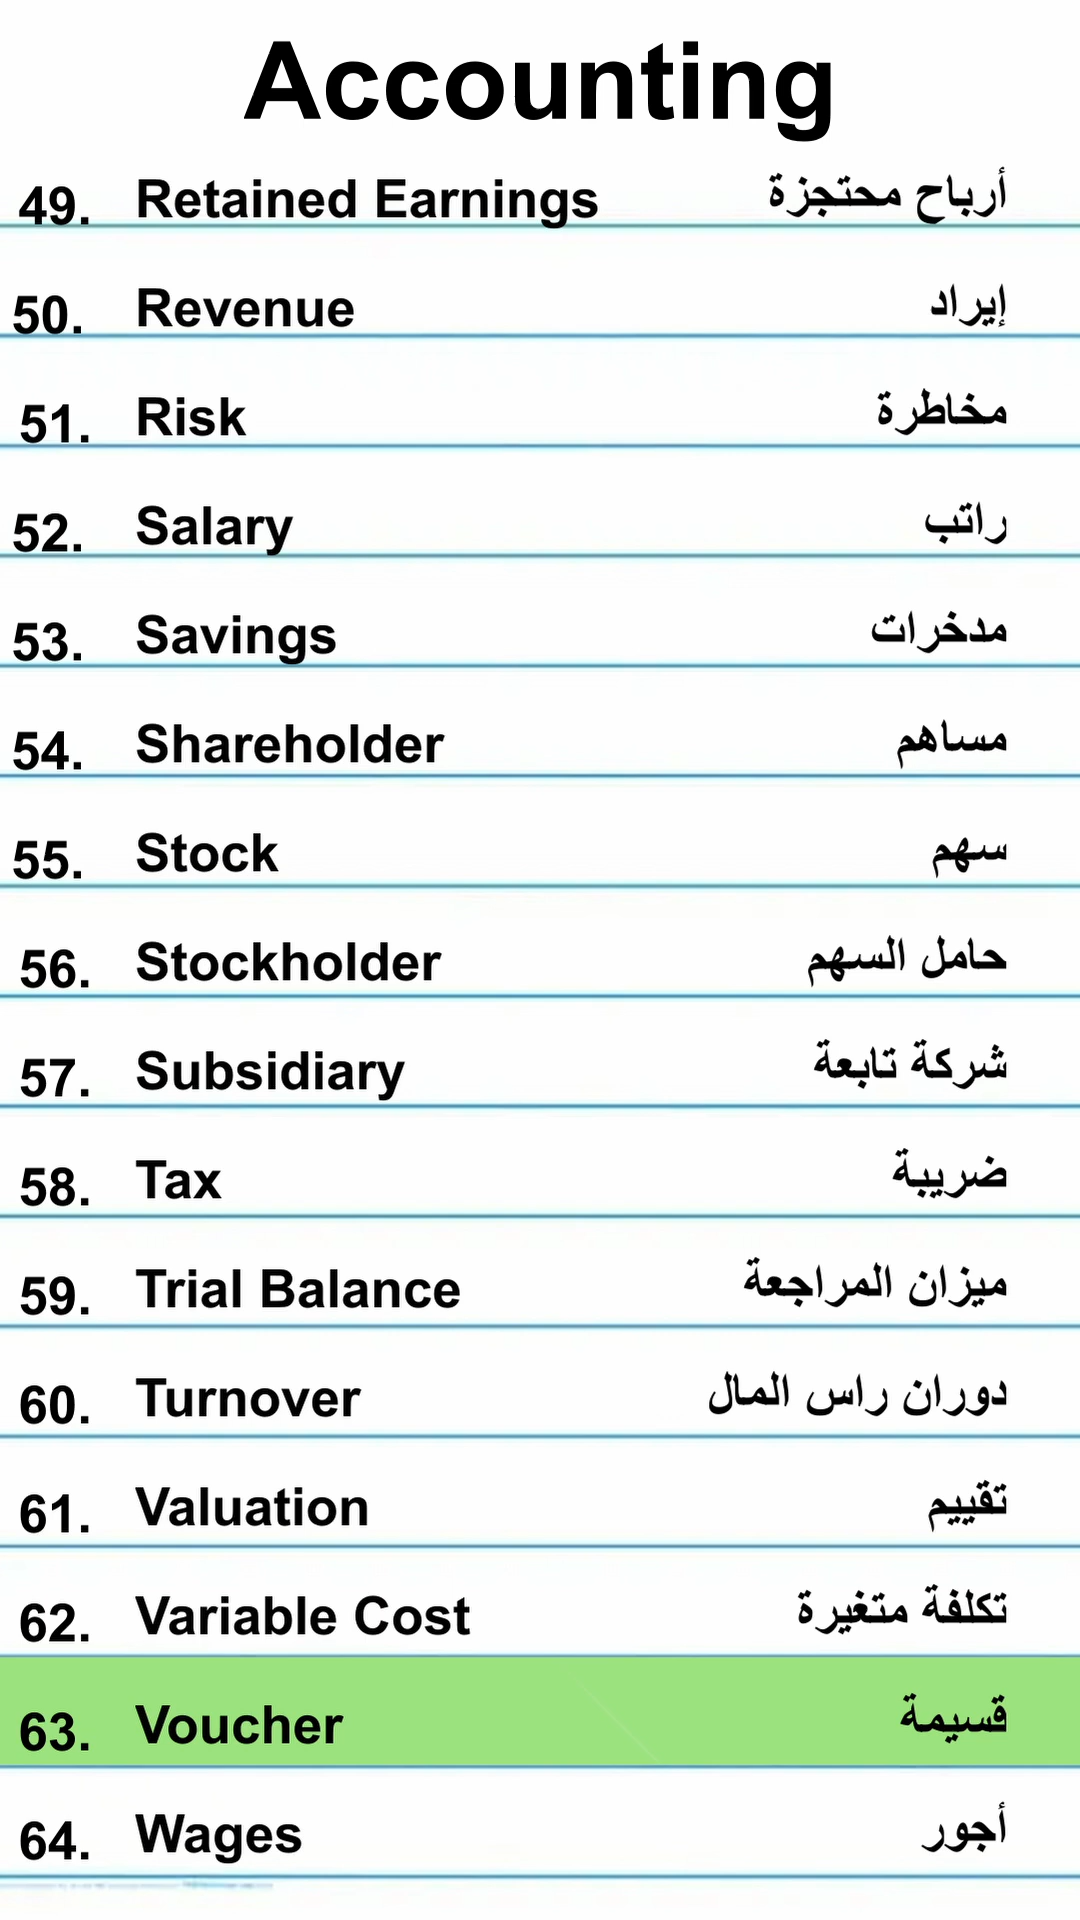 Accounting
49. Retained Earnings أرباح محتجزة
50. Revenue إيراد
51. Risk مخاطرة
52. Salary راتب
53. Savings مدخرات
54. Shareholder مساهم
55. Stock سهم
56. Stockholder حامل السهم
57. Subsidiary شركة تابعة
58. Tax ضريبة
59. Trial Balance ميزان المراجعة
60. Turnover دوران راس المال
61. Valuation تقييم
62. Variable Cost تكلفة متغيرة
63. Voucher قسيمة
64. Wages أجور